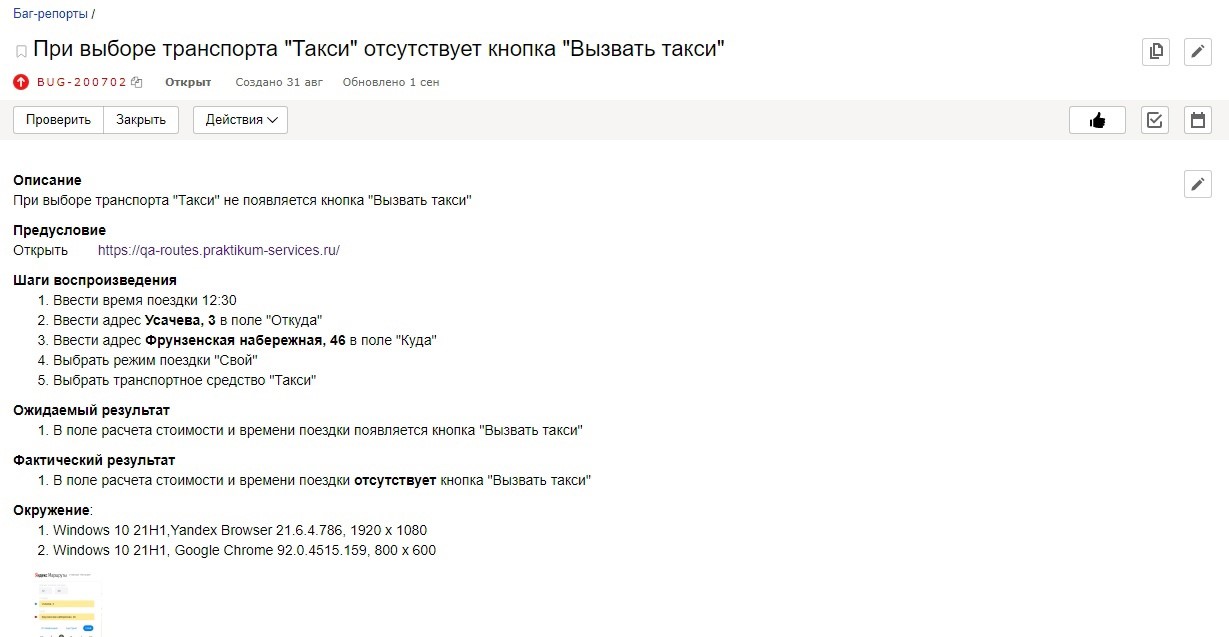 Баг-репорты /
При выборе транспорта "Такси" отсутствует кнопка "Вызвать такси"
BUG-200702 Открыт Создано 31 авг Обновлено 1 сен
Проверить Закрыть Действия
Описание
При выборе транспорта "Такси" не появляется кнопка "Вызвать такси"
Предусловие
Открыть https://qa-routes.praktikum-services.ru/
Шаги воспроизведения
1. Ввести время поездки 12:30
2. Ввести адрес Усачева, 3 в поле "Откуда"
3. Ввести адрес Фрунзенская набережная, 46 в поле "Куда"
4. Выбрать режим поездки "Свой"
5. Выбрать транспортное средство "Такси"
Ожидаемый результат
1. В поле расчета стоимости и времени поездки появляется кнопка "Вызвать такси"
Фактический результат
1. В поле расчета стоимости и времени поездки отсутствует кнопка "Вызвать такси"
Окружение:
1. Windows 10 21H1,Yandex Browser 21.6.4.786, 1920 x 1080
2. Windows 10 21H1, Google Chrome 92.0.4515.159, 800 x 600
Яндекс Маршруты